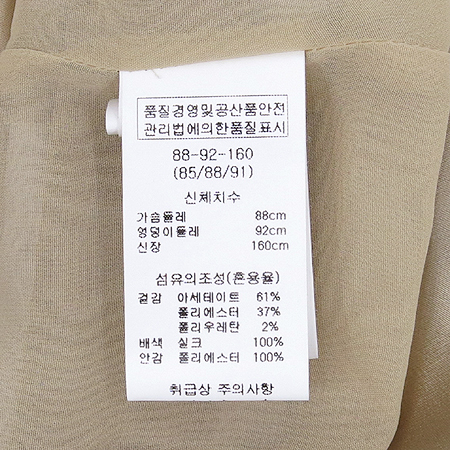 품질경영및공산품안전
관리법에의한품질표시
88-92-160
(85/88/91)
신체치수
가슴둘레 88cm
엉덩이둘레 92cm
신장 160cm
섬유의조성(혼용율)
겉감 아세테이트 61%
폴리에스터 37%
폴리우레탄 2%
배색 실크 100%
안감 폴리에스터 100%
취급상 주의사항